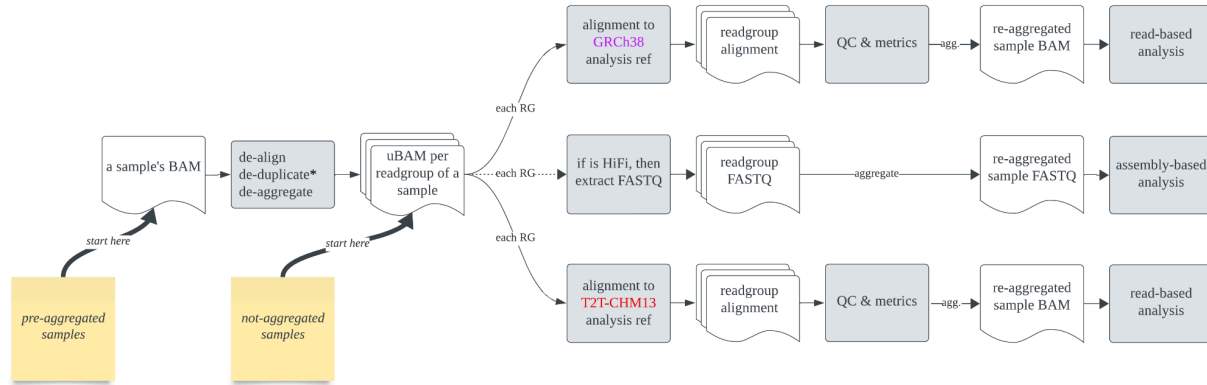 alignment to
GRCh38
analysis ref
readgroup
alignment
QC & metrics
agg.
re-aggregated
sample BAM
read-based
analysis
each RG
a sample's BAM
de-align
de-duplicate*
de-aggregate
uBAM per
readgroup of a
sample
each RG
if is HiFi, then
extract FASTQ
readgroup
FASTQ
aggregate
re-aggregated
sample FASTQ
assembly-based
analysis
start here
start here
each RG
pre-aggregated
samples
not-aggregated
samples
alignment to
T2T-CHM13
analysis ref
readgroup
alignment
QC & metrics
agg.
re-aggregated
sample BAM
read-based
analysis